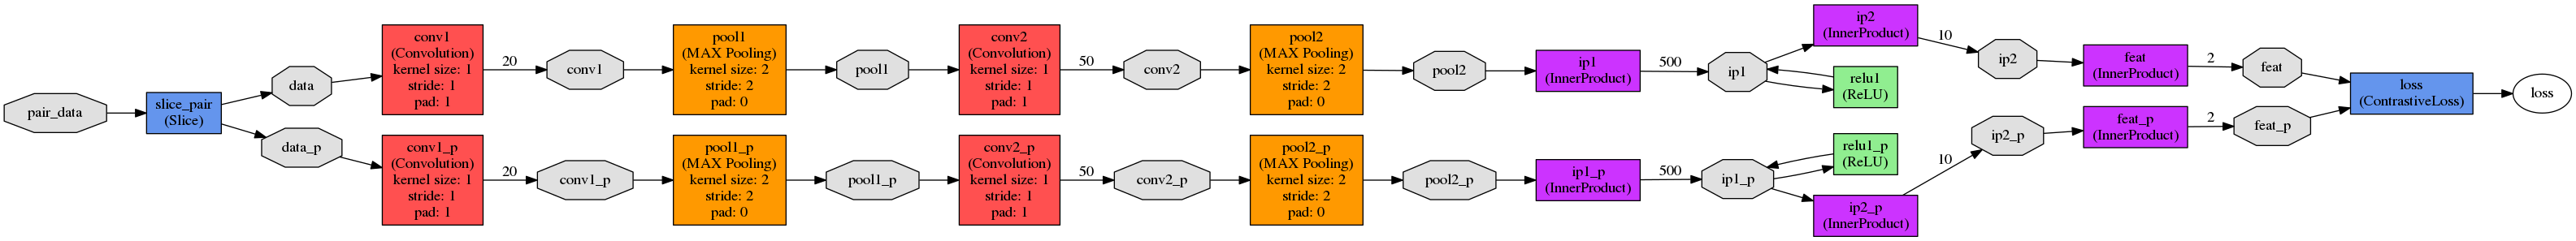 pair_data
slice_pair
(Slice)
data
conv1
(Convolution)
kernel size: 1
stride: 1
pad: 1
20
conv1
pool1
(MAX Pooling)
kernel size: 2
stride: 2
pad: 0
pool1
conv2
(Convolution)
kernel size: 1
stride: 1
pad: 1
50
conv2
pool2
(MAX Pooling)
kernel size: 2
stride: 2
pad: 0
pool2
ip1
(InnerProduct)
500
ip1
relu1
(ReLU)
ip2
(InnerProduct)
10
ip2
feat
(InnerProduct)
2
feat
data_p
conv1_p
(Convolution)
kernel size: 1
stride: 1
pad: 1
20
conv1_p
pool1_p
(MAX Pooling)
kernel size: 2
stride: 2
pad: 0
pool1_p
conv2_p
(Convolution)
kernel size: 1
stride: 1
pad: 1
50
conv2_p
pool2_p
(MAX Pooling)
kernel size: 2
stride: 2
pad: 0
pool2_p
ip1_p
(InnerProduct)
500
ip1_p
relu1_p
(ReLU)
ip2_p
(InnerProduct)
10
ip2_p
feat_p
(InnerProduct)
2
feat_p
loss
(ContrastiveLoss)
loss